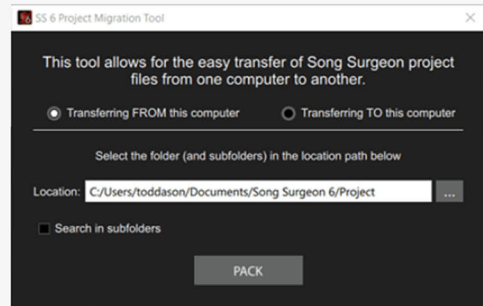 SS 6 Project Migration Tool
This tool allows for the easy transfer of Song Surgeon project
files from one computer to another.
Transferring FROM this computer
Transferring TO this computer
Select the folder (and subfolders) in the location path below
Location: C:/Users/toddason/Documents/Song Surgeon 6/Project ...
Search in subfolders
PACK